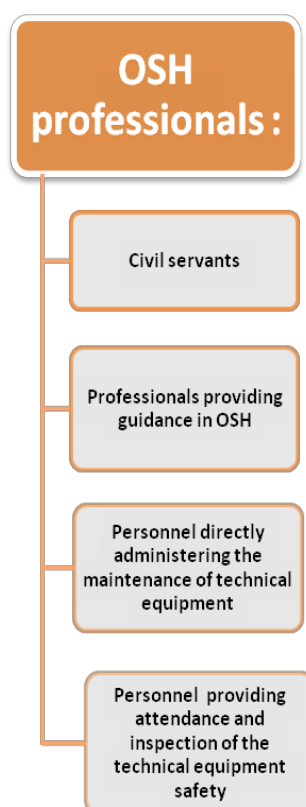 OSH
professionals :
Civil servants
Professionals providing
guidance in OSH
Personnel directly
administering the
maintenance of technical
equipment
Personnel providing
attendance and
inspection of the
technical equipment
safety